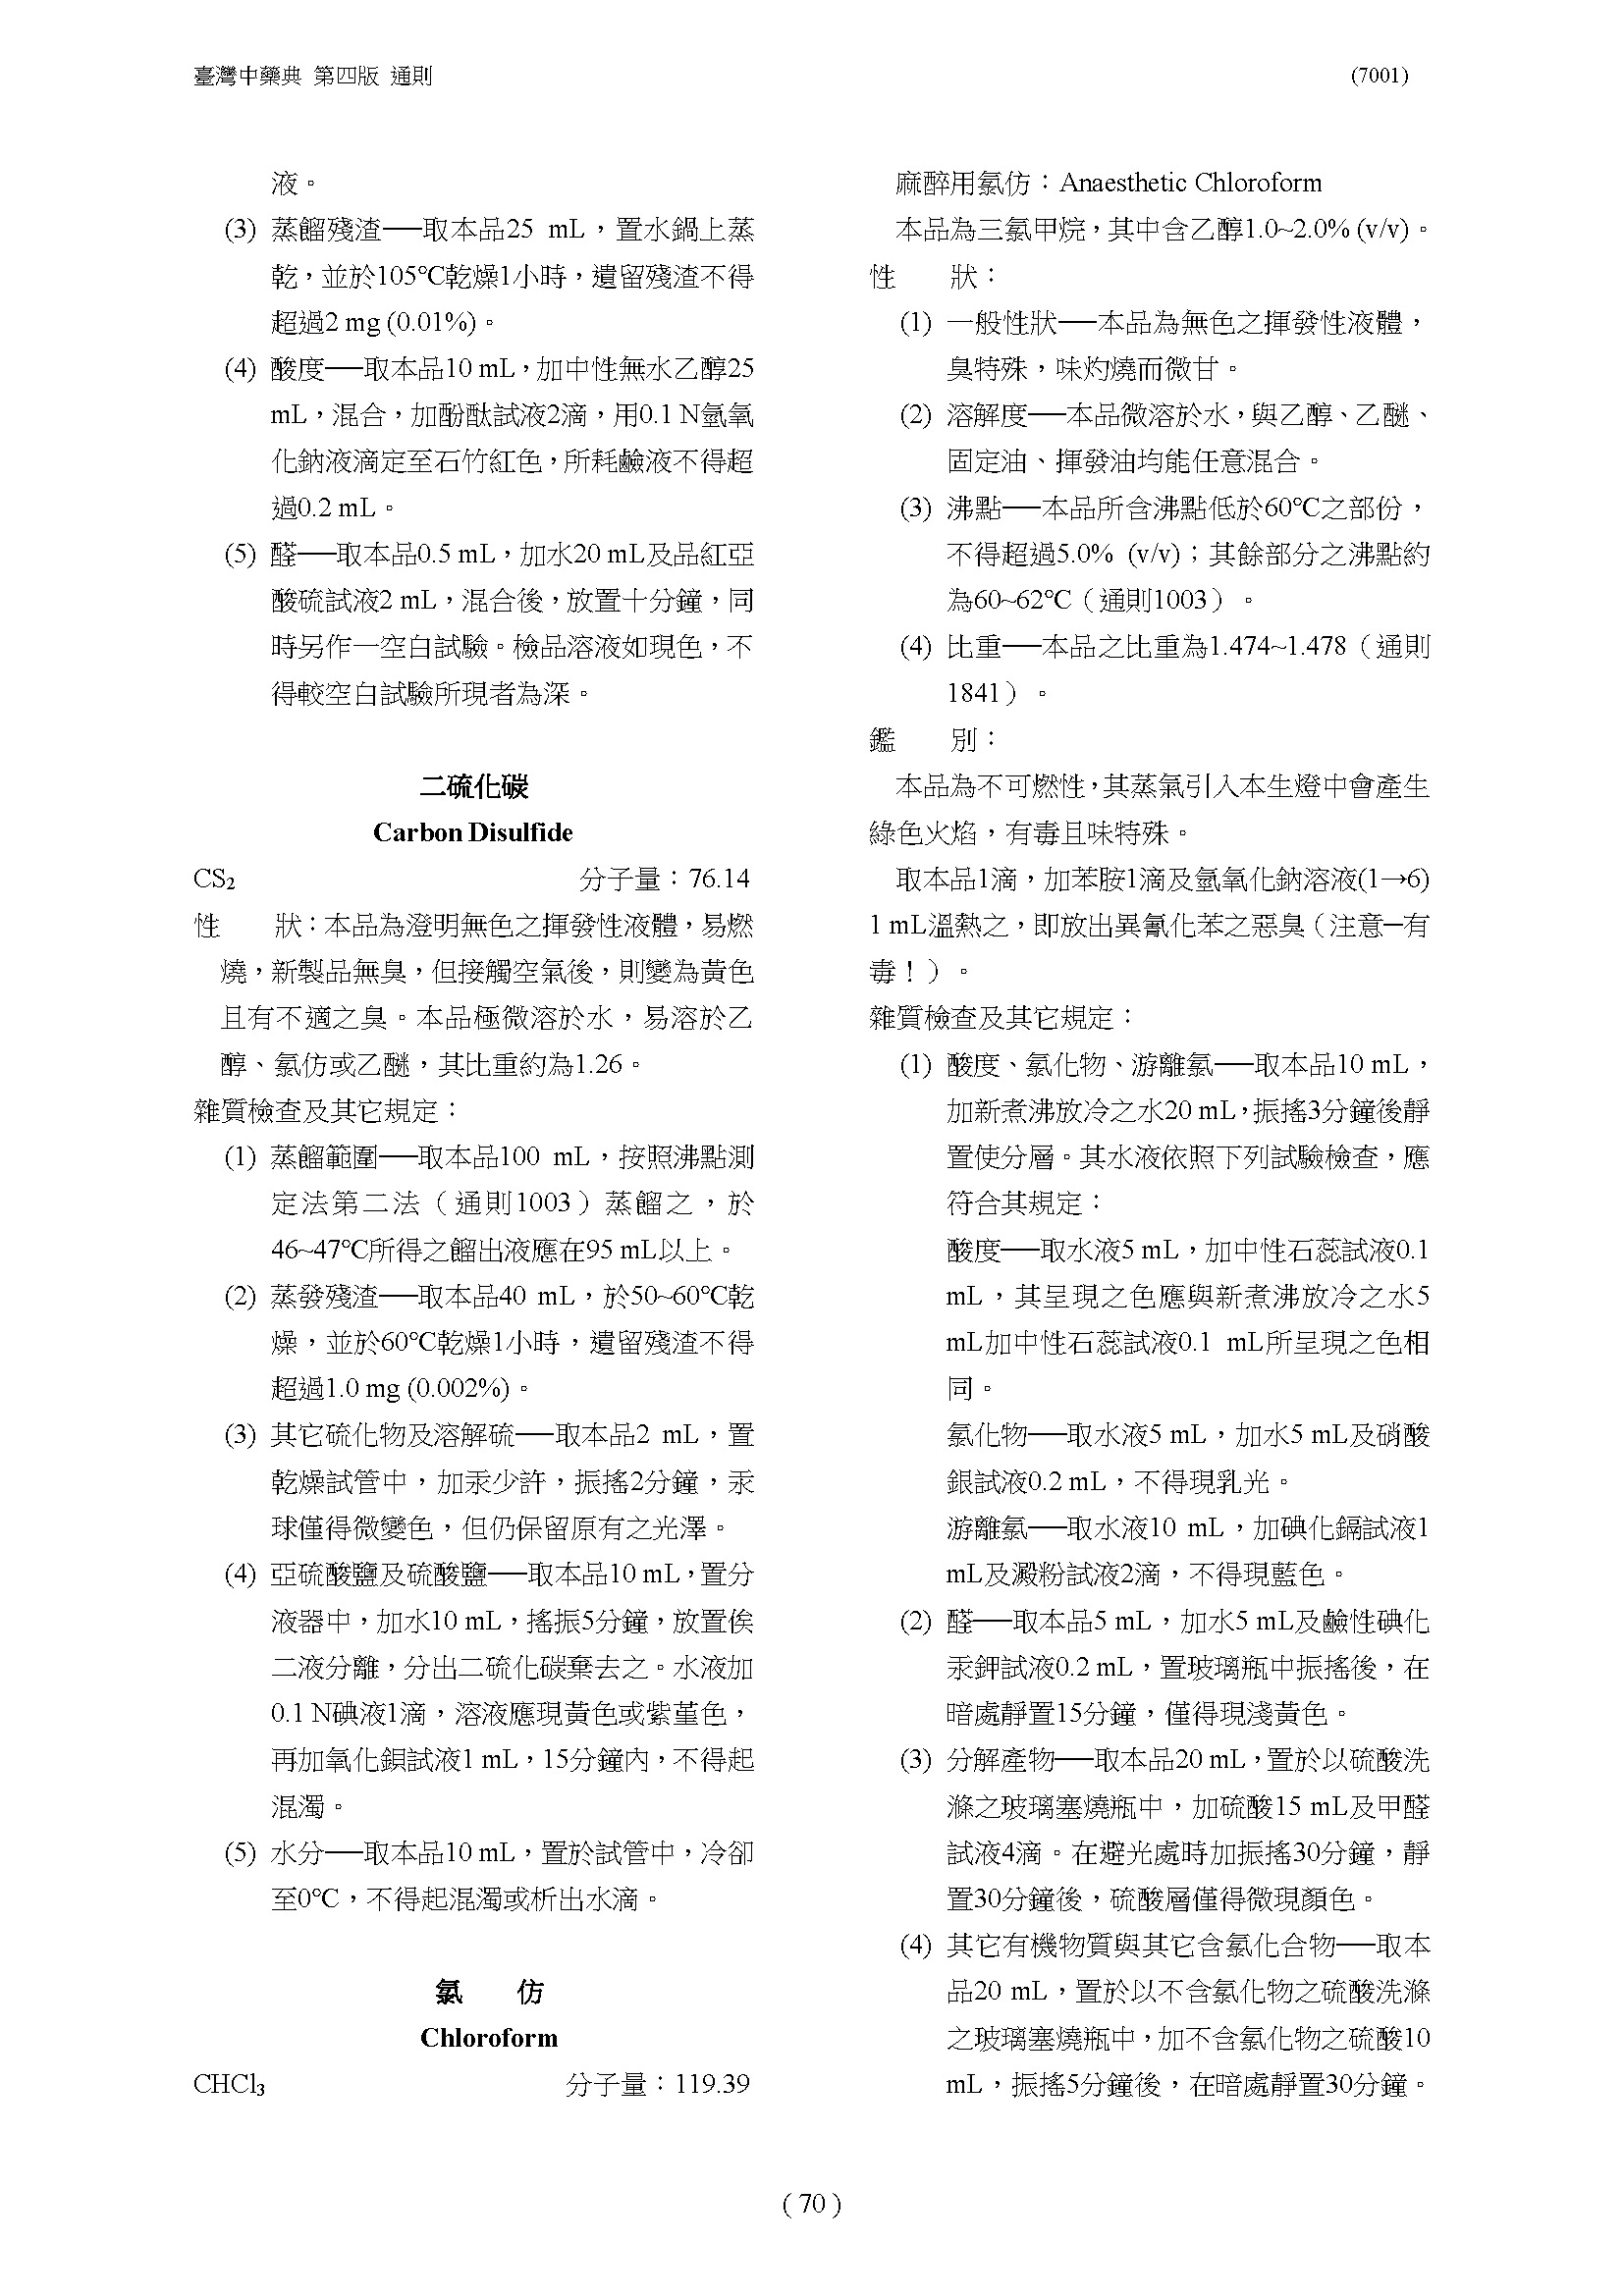 臺灣中藥典 第四版 通則
(7001)
液。
(3) 蒸餾殘渣──取本品25 mL，置水鍋上蒸
乾，並於105℃乾燥1小時，遺留殘渣不得
超過2 mg (0.01%)。
(4) 酸度──取本品10 mL，加中性無水乙醇25
mL，混合，加酚酞試液2滴，用0.1 N氫氧
化鈉液滴定至石竹紅色，所耗鹼液不得超
過0.2 mL。
(5) 醛──取本品0.5 mL，加水20 mL及品紅亞
酸硫試液2 mL，混合後，放置十分鐘，同
時另作一空白試驗。檢品溶液如現色，不
得較空白試驗所現者為深。
二硫化碳
Carbon Disulfide
CS₂ 分子量：76.14
性　　狀：本品為澄明無色之揮發性液體，易燃
燒，新製品無臭，但接觸空氣後，則變為黃色
且有不適之臭。本品極微溶於水，易溶於乙
醇、氯仿或乙醚，其比重約為1.26。
雜質檢查及其它規定：
(1) 蒸餾範圍──取本品100 mL，按照沸點測
定法第二法（通則1003）蒸餾之，於
46~47℃所得之餾出液應在95 mL以上。
(2) 蒸發殘渣──取本品40 mL，於50~60℃乾
燥，並於60℃乾燥1小時，遺留殘渣不得
超過1.0 mg (0.002%)。
(3) 其它硫化物及溶解硫──取本品2 mL，置
乾燥試管中，加汞少許，振搖2分鐘，汞
球僅得微變色，但仍保留原有之光澤。
(4) 亞硫酸鹽及硫酸鹽──取本品10 mL，置分
液器中，加水10 mL，搖振5分鐘，放置俟
二液分離，分出二硫化碳棄去之。水液加
0.1 N碘液1滴，溶液應現黃色或紫堇色，
再加氧化鋇試液1 mL，15分鐘內，不得起
混濁。
(5) 水分──取本品10 mL，置於試管中，冷卻
至0℃，不得起混濁或析出水滴。
氯　　仿
Chloroform
CHCl₃ 分子量：119.39
麻醉用氯仿：Anaesthetic Chloroform
本品為三氯甲烷，其中含乙醇1.0~2.0% (v/v)。
性　　狀：
(1) 一般性狀──本品為無色之揮發性液體，
臭特殊，味灼燒而微甘。
(2) 溶解度──本品微溶於水，與乙醇、乙醚、
固定油、揮發油均能任意混合。
(3) 沸點──本品所含沸點低於60℃之部份，
不得超過5.0% (v/v)；其餘部分之沸點約
為60~62℃（通則1003）。
(4) 比重──本品之比重為1.474~1.478（通則
1841）。
鑑　　別：
本品為不可燃性，其蒸氣引入本生燈中會產生
綠色火焰，有毒且味特殊。
取本品1滴，加苯胺1滴及氫氧化鈉溶液(1→6)
1 mL溫熱之，即放出異氰化苯之惡臭（注意─有
毒！）。
雜質檢查及其它規定：
(1) 酸度、氯化物、游離氯──取本品10 mL，
加新煮沸放冷之水20 mL，振搖3分鐘後靜
置使分層。其水液依照下列試驗檢查，應
符合其規定：
酸度──取水液5 mL，加中性石蕊試液0.1
mL，其呈現之色應與新煮沸放冷之水5
mL加中性石蕊試液0.1 mL所呈現之色相
同。
氯化物──取水液5 mL，加水5 mL及硝酸
銀試液0.2 mL，不得現乳光。
游離氯──取水液10 mL，加碘化鎘試液1
mL及澱粉試液2滴，不得現藍色。
(2) 醛──取本品5 mL，加水5 mL及鹼性碘化
汞鉀試液0.2 mL，置玻璃瓶中振搖後，在
暗處靜置15分鐘，僅得現淺黃色。
(3) 分解產物──取本品20 mL，置於以硫酸洗
滌之玻璃塞燒瓶中，加硫酸15 mL及甲醛
試液4滴。在避光處時加振搖30分鐘，靜
置30分鐘後，硫酸層僅得微現顏色。
(4) 其它有機物質與其它含氯化合物──取本
品20 mL，置於以不含氯化物之硫酸洗滌
之玻璃塞燒瓶中，加不含氯化物之硫酸10
mL，振搖5分鐘後，在暗處靜置30分鐘。
( 70 )